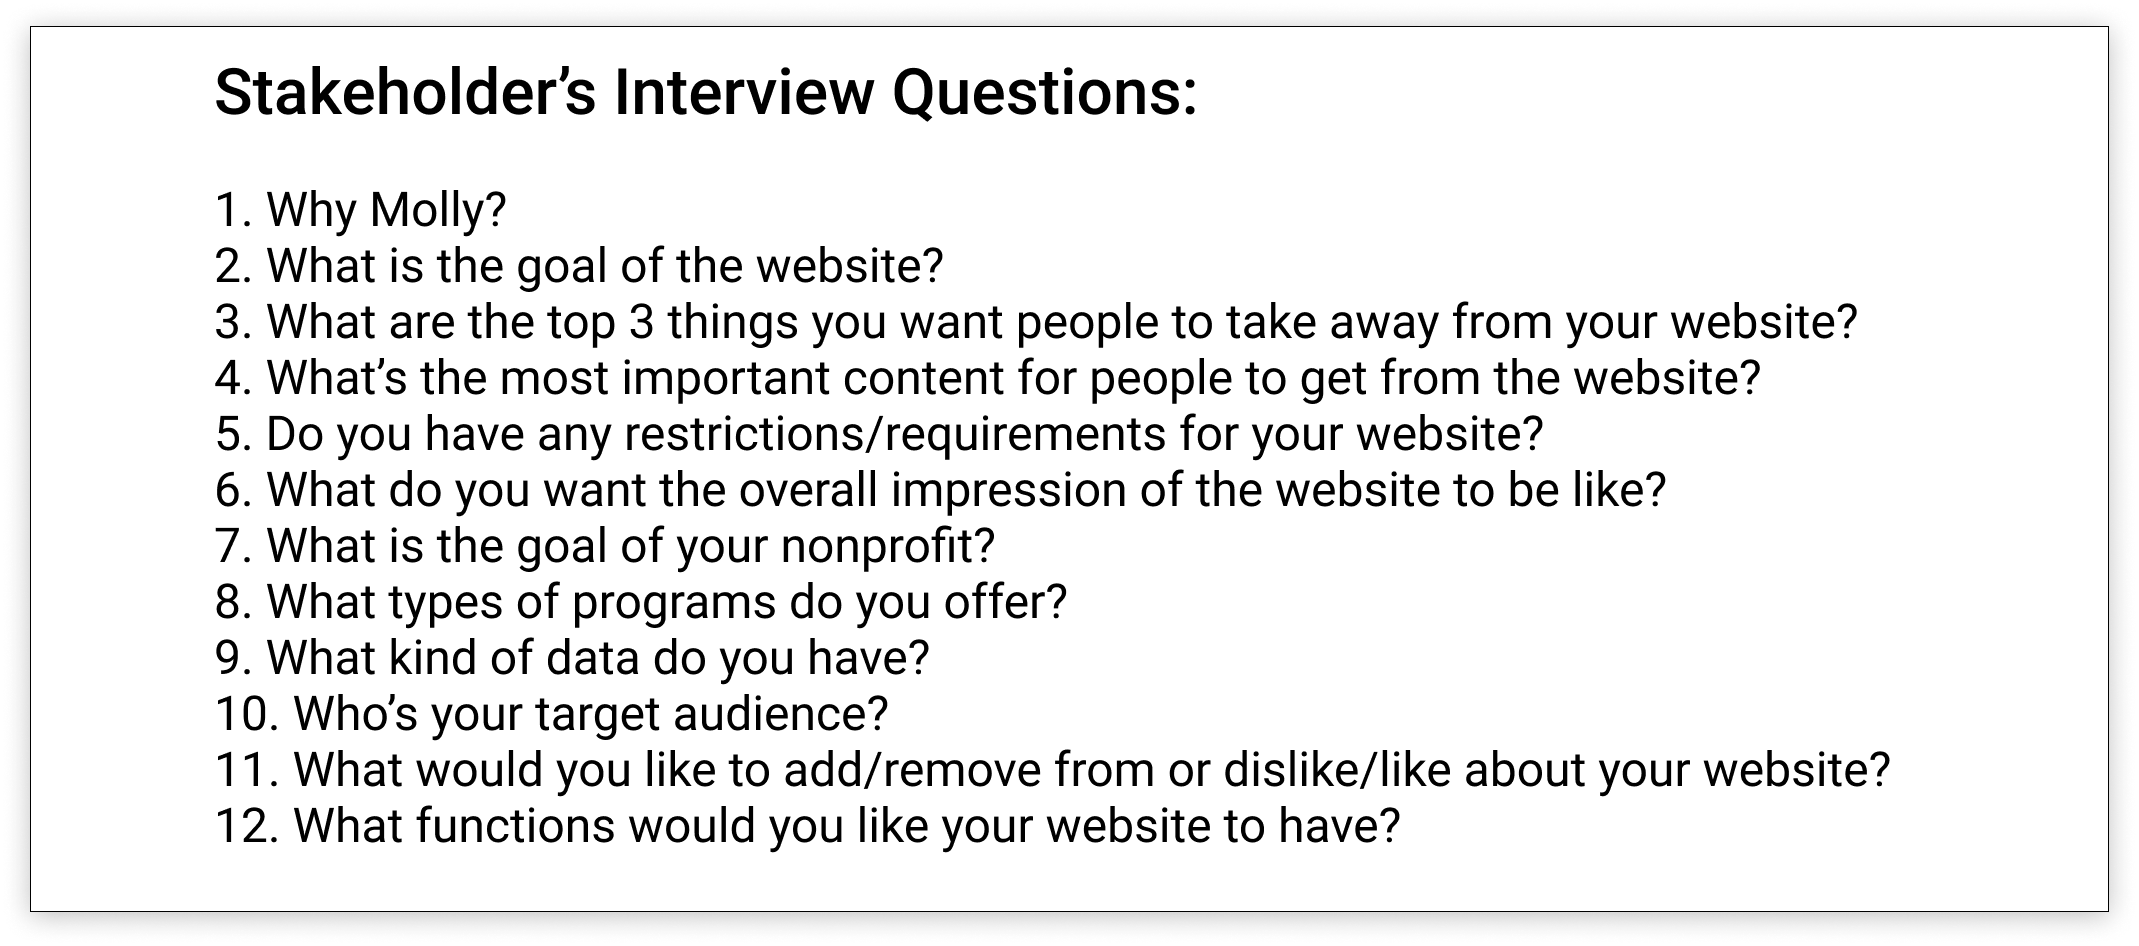 Stakeholder’s Interview Questions:
1. Why Molly?
2. What is the goal of the website?
3. What are the top 3 things you want people to take away from your website?
4. What’s the most important content for people to get from the website?
5. Do you have any restrictions/requirements for your website?
6. What do you want the overall impression of the website to be like?
7. What is the goal of your nonprofit?
8. What types of programs do you offer?
9. What kind of data do you have?
10. Who’s your target audience?
11. What would you like to add/remove from or dislike/like about your website?
12. What functions would you like your website to have?